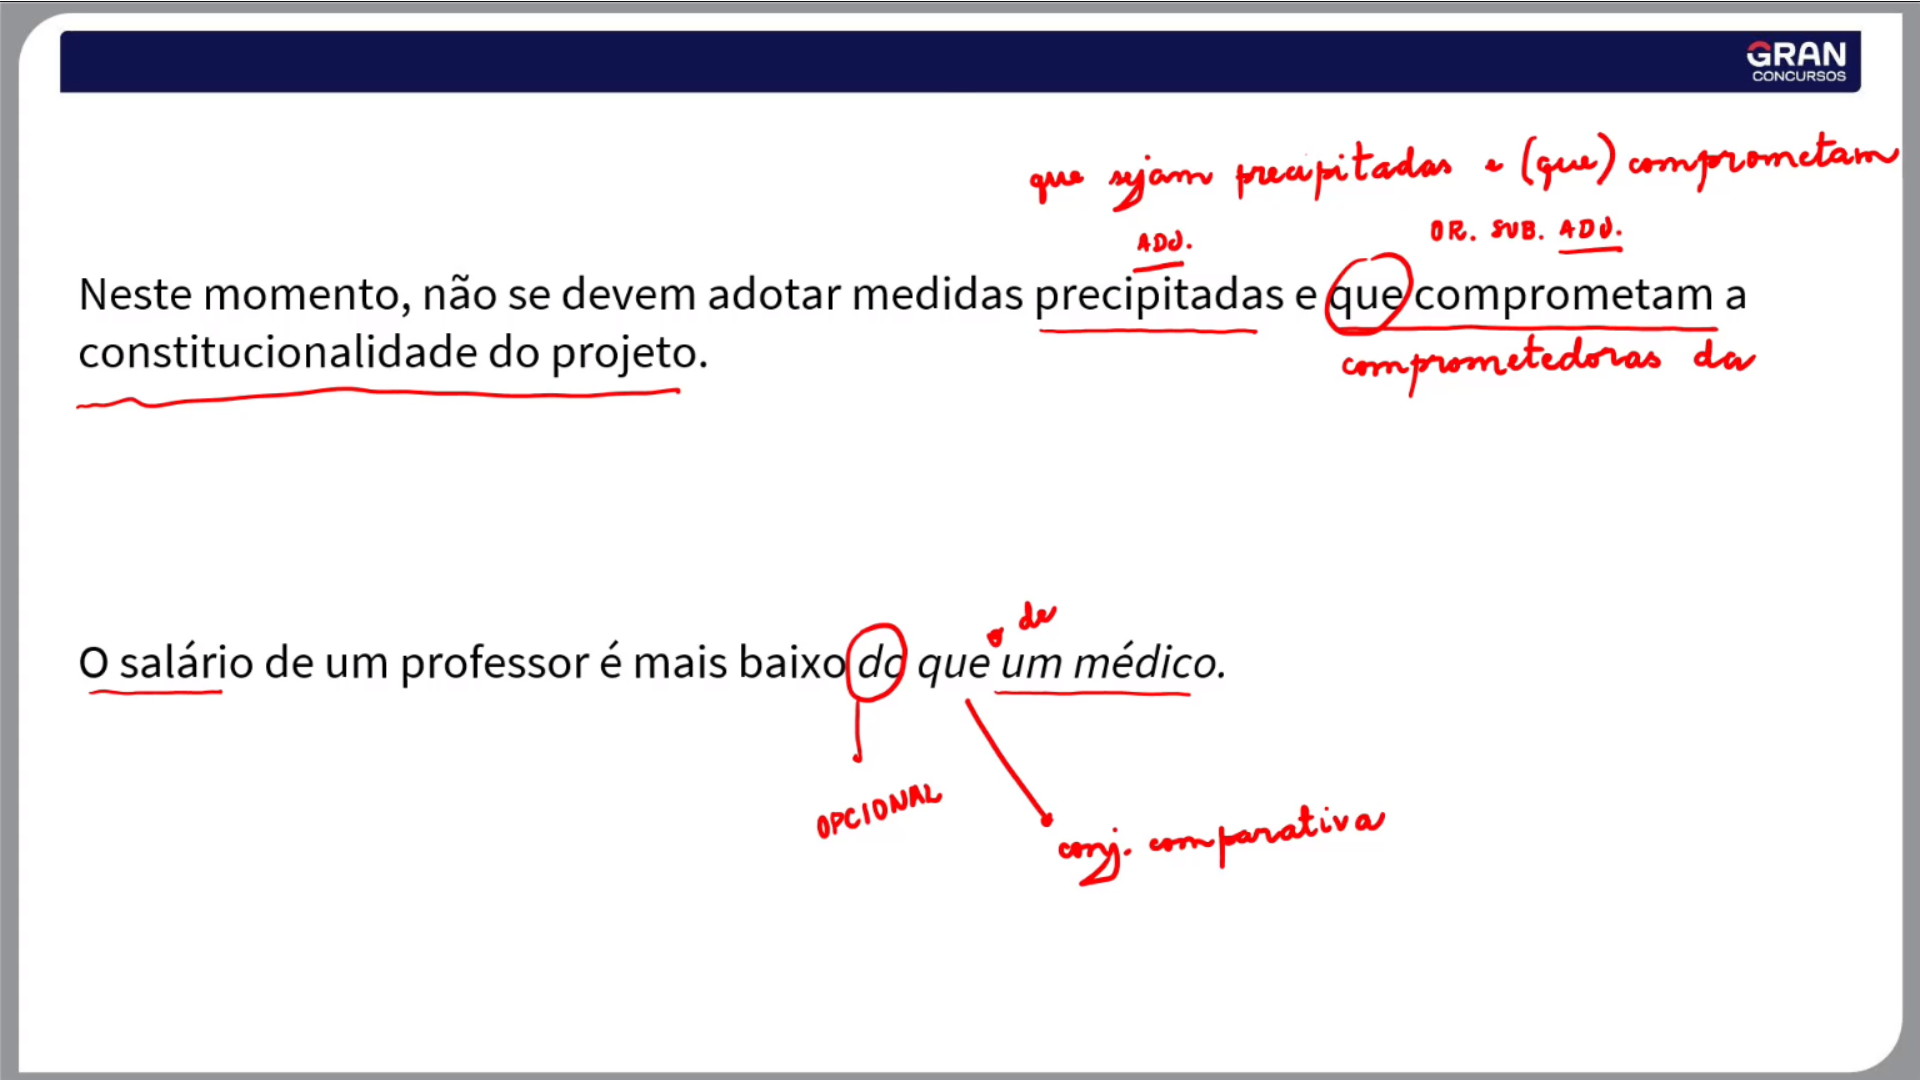 GRAN
CONCURSOS
que sejam precipitadas e (que) comprometam
ADJ.
OR. SUB. ADJ.
Neste momento, não se devem adotar medidas precipitadas e que comprometam a
constitucionalidade do projeto.
comprometedoras da
de
O salário de um professor é mais baixo do que um médico.
OPCIONAL
conj. comparativa